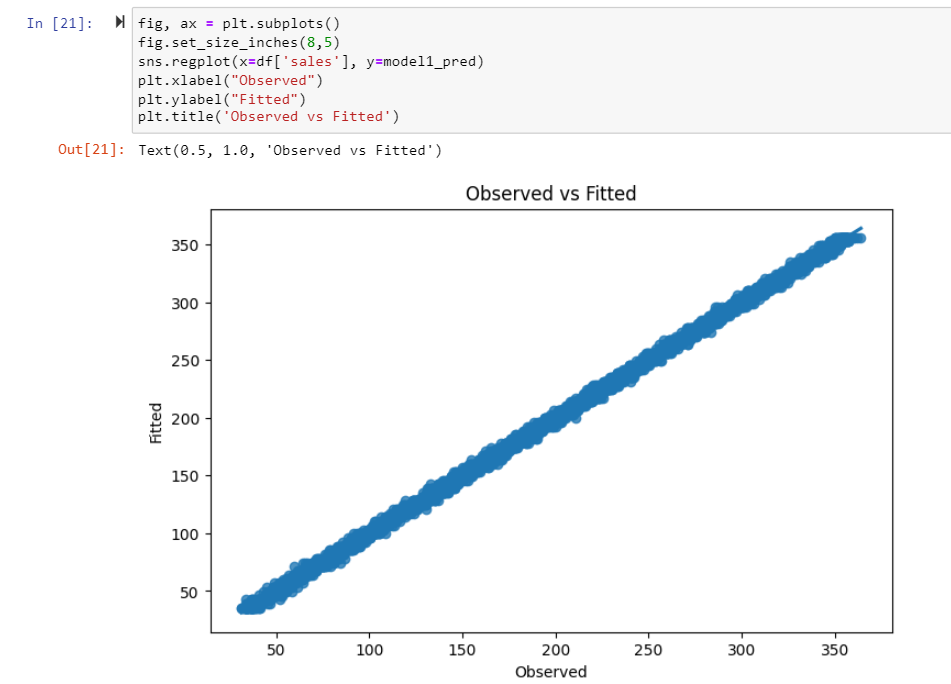 In [21]:
fig, ax = plt.subplots()
fig.set_size_inches(8,5)
sns.regplot(x=df['sales'], y=model1_pred)
plt.xlabel("Observed")
plt.ylabel("Fitted")
plt.title('Observed vs Fitted')
Out[21]: Text(0.5, 1.0, 'Observed vs Fitted')
Observed vs Fitted
350
300
250
200
150
100
50
Fitted
50 100 150 200 250 300 350
Observed